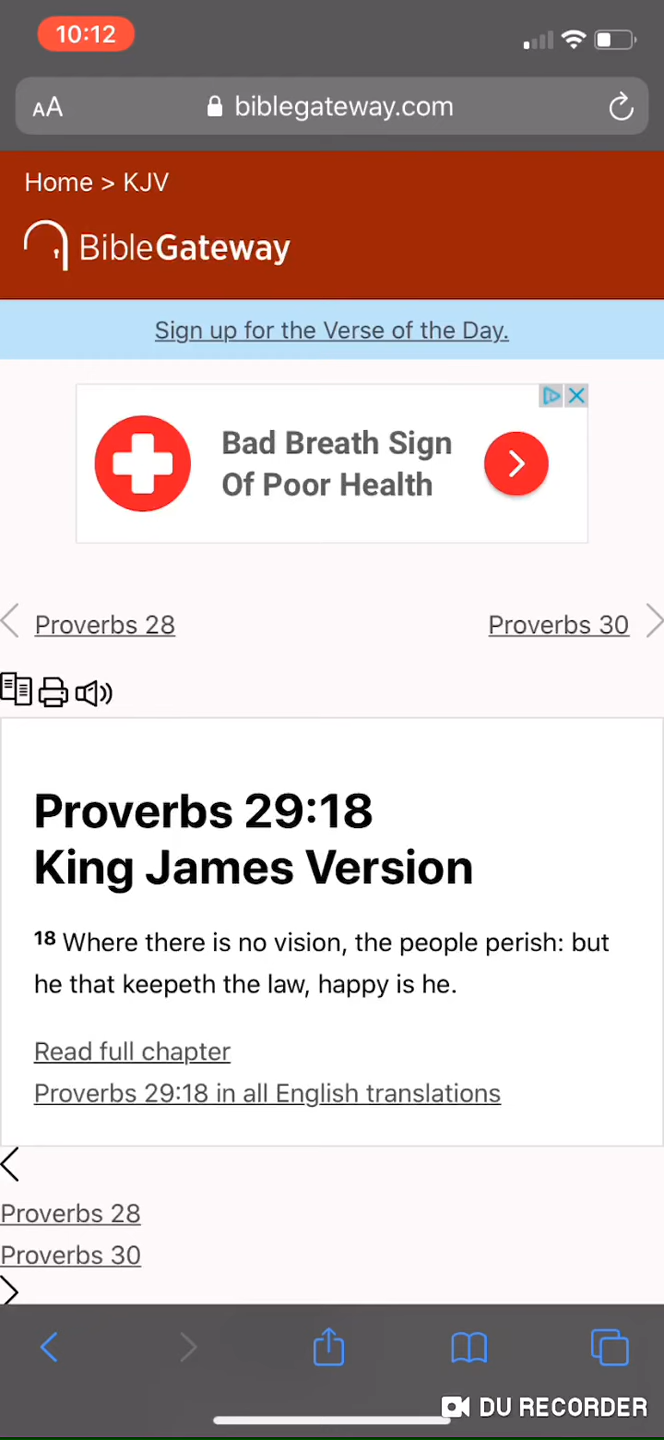 10:12
AA biblegateway.com
Home > KJV
BibleGateway
Sign up for the Verse of the Day.
Bad Breath Sign
Of Poor Health
Proverbs 28 Proverbs 30
Proverbs 29:18
King James Version
18 Where there is no vision, the people perish: but
he that keepeth the law, happy is he.
Read full chapter
Proverbs 29:18 in all English translations
Proverbs 28
Proverbs 30
DU RECORDER